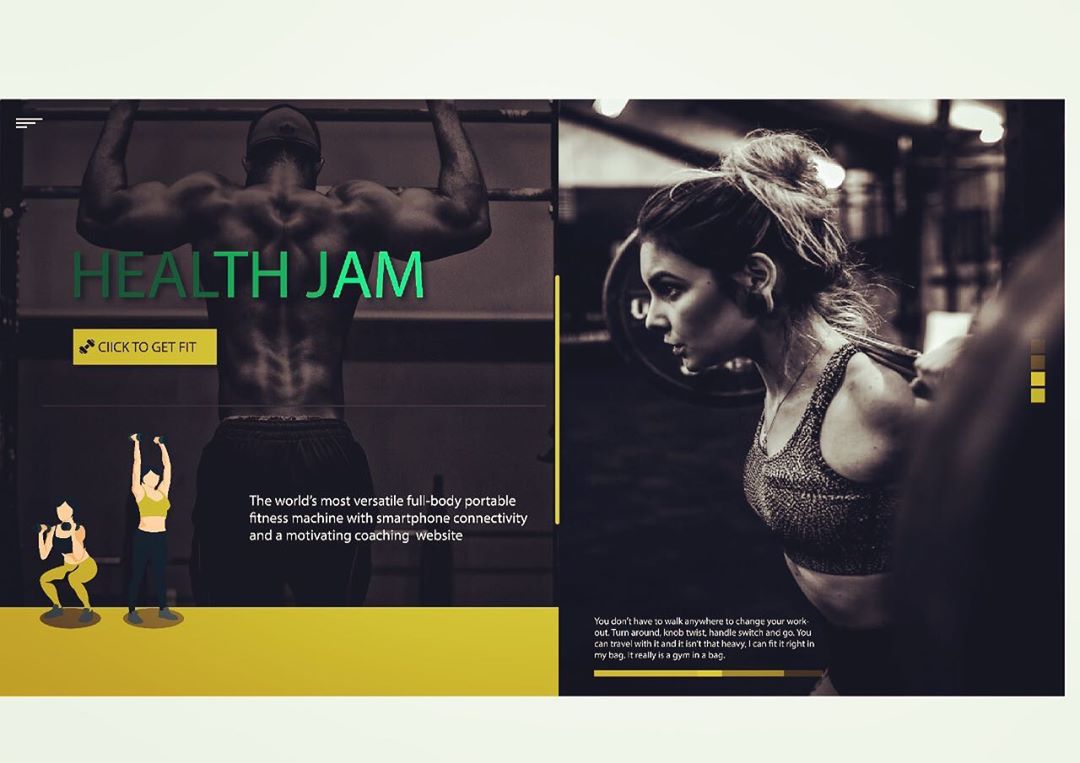 HEALTH JAM
ClICK TO GET FIT
The world's most versatile full-body portable
fitness machine with smartphone connectivity
and a motivating coaching website
You don't have to walk anywhere to change your work-
out. Turn around, knob twist, handle switch and go. You
can travel with it and it isn't that heavy, I can fit it right in
my bag. It really is a gym in a bag.